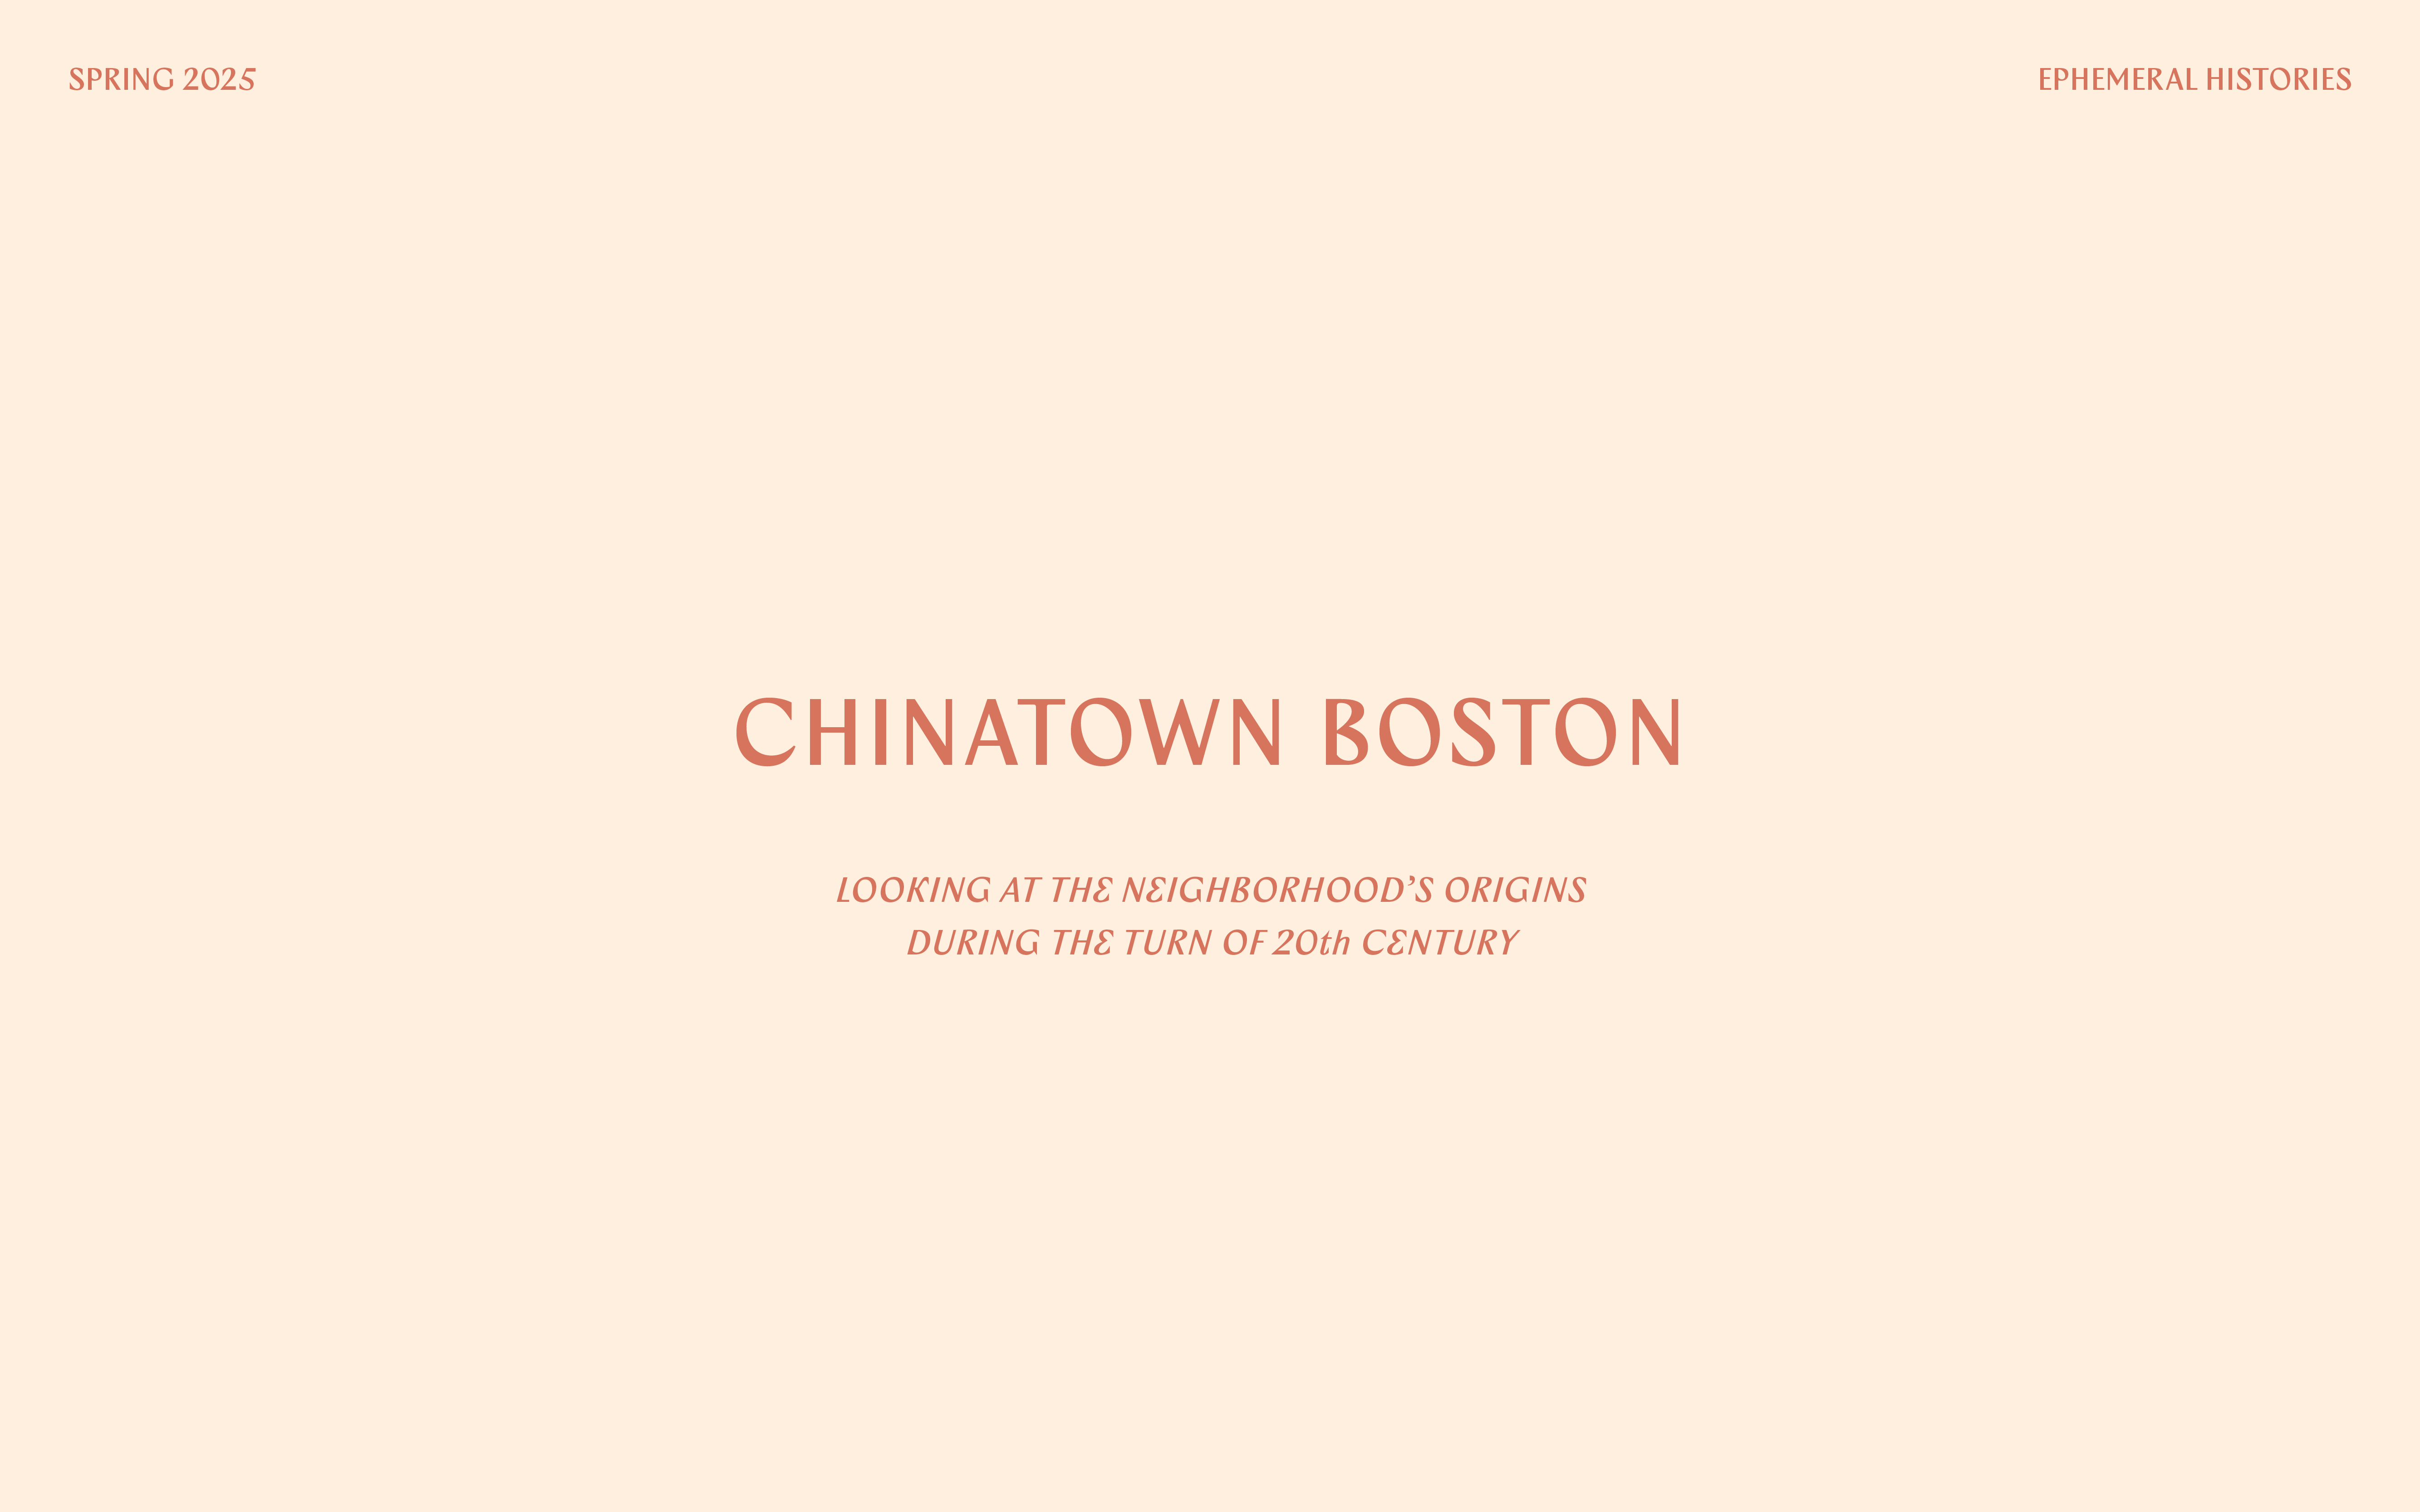 SPRING 2025
EPHEMERAL HISTORIES
CHINATOWN BOSTON
LOOKING AT THE NEIGHBORHOOD’S ORIGINS
DURING THE TURN OF 20th CENTURY